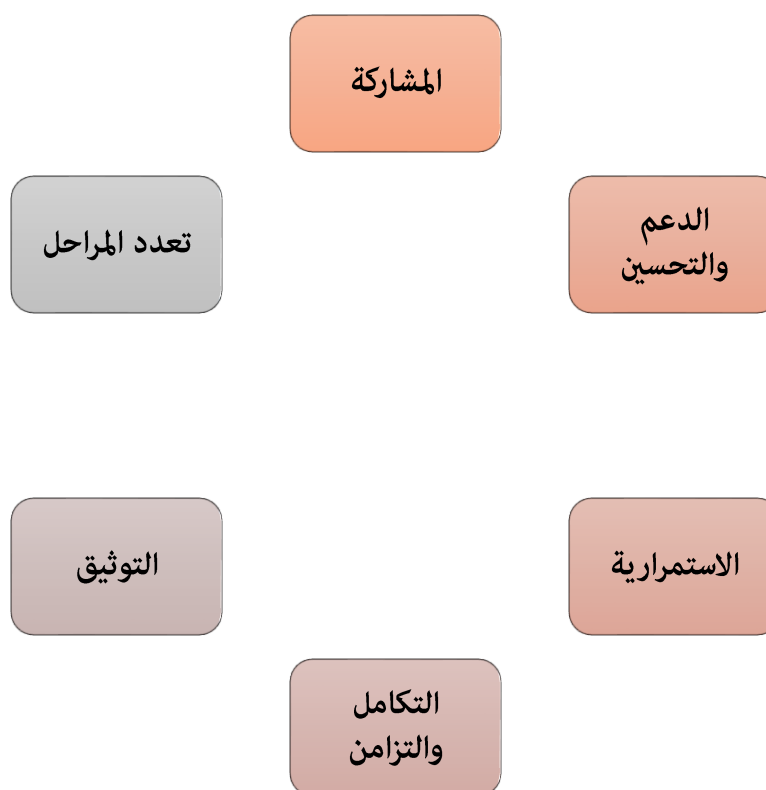 المشاركة
الدعم
والتحسين
الاستمرارية
التكامل
والتزامن
التوثيق
تعدد المراحل